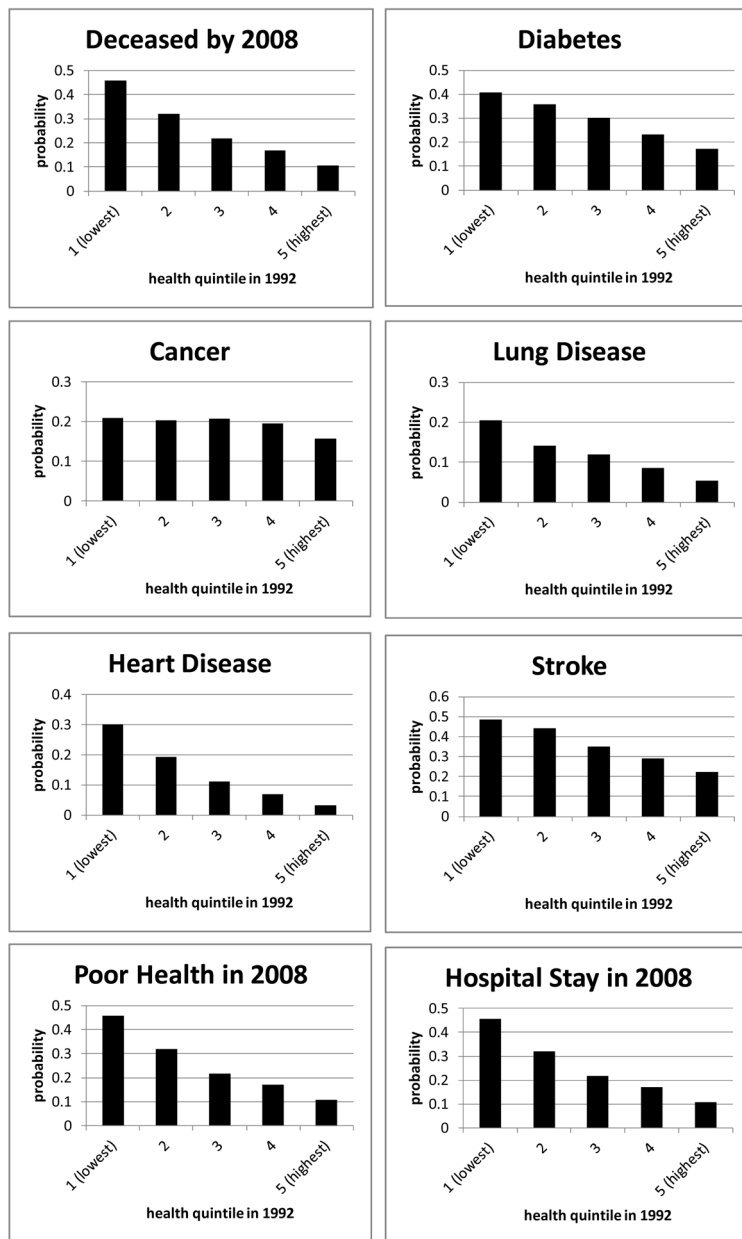 Deceased by 2008
probability
0.5
0.4
0.3
0.2
0.1
0
1 (lowest)
2
3
4
5 (highest)
health quintile in 1992
Diabetes
probability
0.5
0.4
0.3
0.2
0.1
0
1 (lowest)
2
3
4
5 (highest)
health quintile in 1992
Cancer
probability
0.3
0.2
0.1
0
1 (lowest)
2
3
4
5 (highest)
health quintile in 1992
Lung Disease
probability
0.3
0.2
0.1
0
1 (lowest)
2
3
4
5 (highest)
health quintile in 1992
Heart Disease
probability
0.4
0.3
0.2
0.1
0
1 (lowest)
2
3
4
5 (highest)
health quintile in 1992
Stroke
probability
0.6
0.5
0.4
0.3
0.2
0.1
0
1 (lowest)
2
3
4
5 (highest)
health quintile in 1992
Poor Health in 2008
probability
0.5
0.4
0.3
0.2
0.1
0
1 (lowest)
2
3
4
5 (highest)
health quintile in 1992
Hospital Stay in 2008
probability
0.5
0.4
0.3
0.2
0.1
0
1 (lowest)
2
3
4
5 (highest)
health quintile in 1992